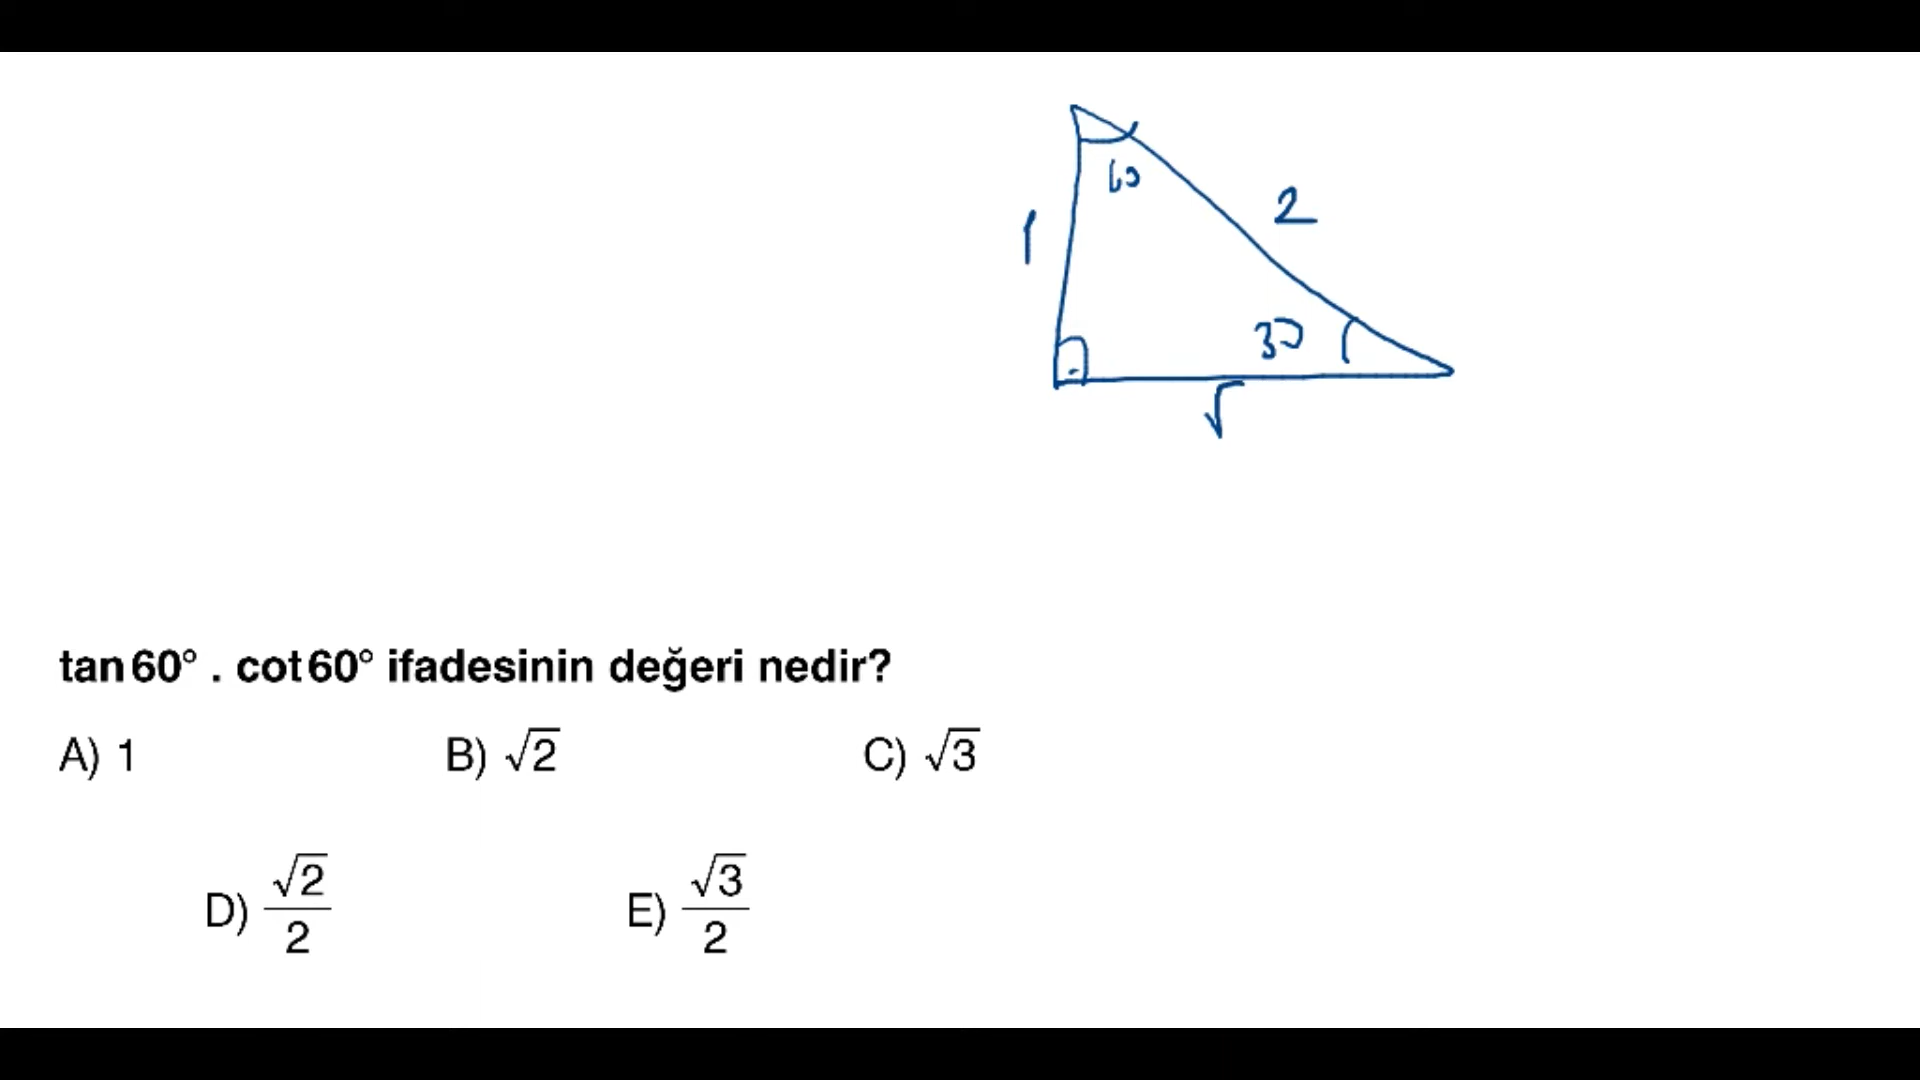 60
2
1
30
√
tan 60° . cot 60° ifadesinin değeri nedir?
A) 1 B) √2 C) √3
D) √2/2 E) √3/2